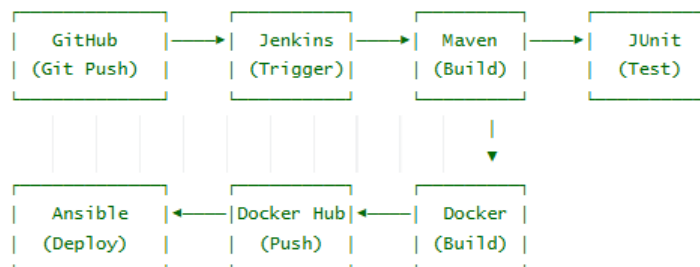 GitHub Jenkins Maven JUnit
(Git Push) (Trigger) (Build) (Test)
Ansible Docker Hub Docker
(Deploy) (Push) (Build)